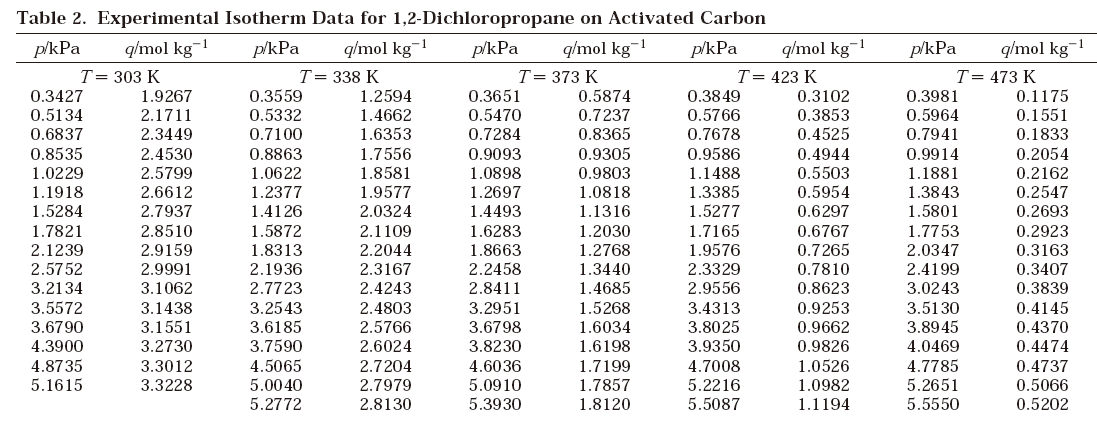 Table 2. Experimental Isotherm Data for 1,2-Dichloropropane on Activated Carbon
p/kPa q/mol kg⁻¹ p/kPa q/mol kg⁻¹ p/kPa q/mol kg⁻¹ p/kPa q/mol kg⁻¹ p/kPa q/mol kg⁻¹
T = 303 K T = 338 K T = 373 K T = 423 K T = 473 K
0.3427 1.9267 0.3559 1.2594 0.3651 0.5874 0.3849 0.3102 0.3981 0.1175
0.5134 2.1711 0.5332 1.4662 0.5470 0.7237 0.5766 0.3853 0.5964 0.1551
0.6837 2.3449 0.7100 1.6353 0.7284 0.8365 0.7678 0.4525 0.7941 0.1833
0.8535 2.4530 0.8863 1.7556 0.9093 0.9305 0.9586 0.4944 0.9914 0.2054
1.0229 2.5799 1.0622 1.8581 1.0898 0.9803 1.1488 0.5503 1.1881 0.2162
1.1918 2.6612 1.2377 1.9577 1.2697 1.0818 1.3385 0.5954 1.3843 0.2547
1.5284 2.7937 1.4126 2.0324 1.4493 1.1316 1.5277 0.6297 1.5801 0.2693
1.7821 2.8510 1.5872 2.1109 1.6283 1.2030 1.7165 0.6767 1.7753 0.2923
2.1239 2.9159 1.8313 2.2044 1.8663 1.2768 1.9576 0.7265 2.0347 0.3163
2.5752 2.9991 2.1936 2.3167 2.2458 1.3440 2.3329 0.7810 2.4199 0.3407
3.2134 3.1062 2.7723 2.4243 2.8411 1.4685 2.9556 0.8623 3.0243 0.3839
3.5572 3.1438 3.2543 2.4803 3.2951 1.5268 3.4313 0.9253 3.5130 0.4145
3.6790 3.1551 3.6185 2.5766 3.6798 1.6034 3.8025 0.9662 3.8945 0.4370
4.3900 3.2730 3.7590 2.6024 3.8230 1.6198 3.9350 0.9826 4.0469 0.4474
4.8735 3.3012 4.5065 2.7204 4.6036 1.7199 4.7008 1.0526 4.7785 0.4737
5.1615 3.3228 5.0040 2.7979 5.0910 1.7857 5.2216 1.0982 5.2651 0.5066
5.2772 2.8130 5.3930 1.8120 5.5087 1.1194 5.5550 0.5202